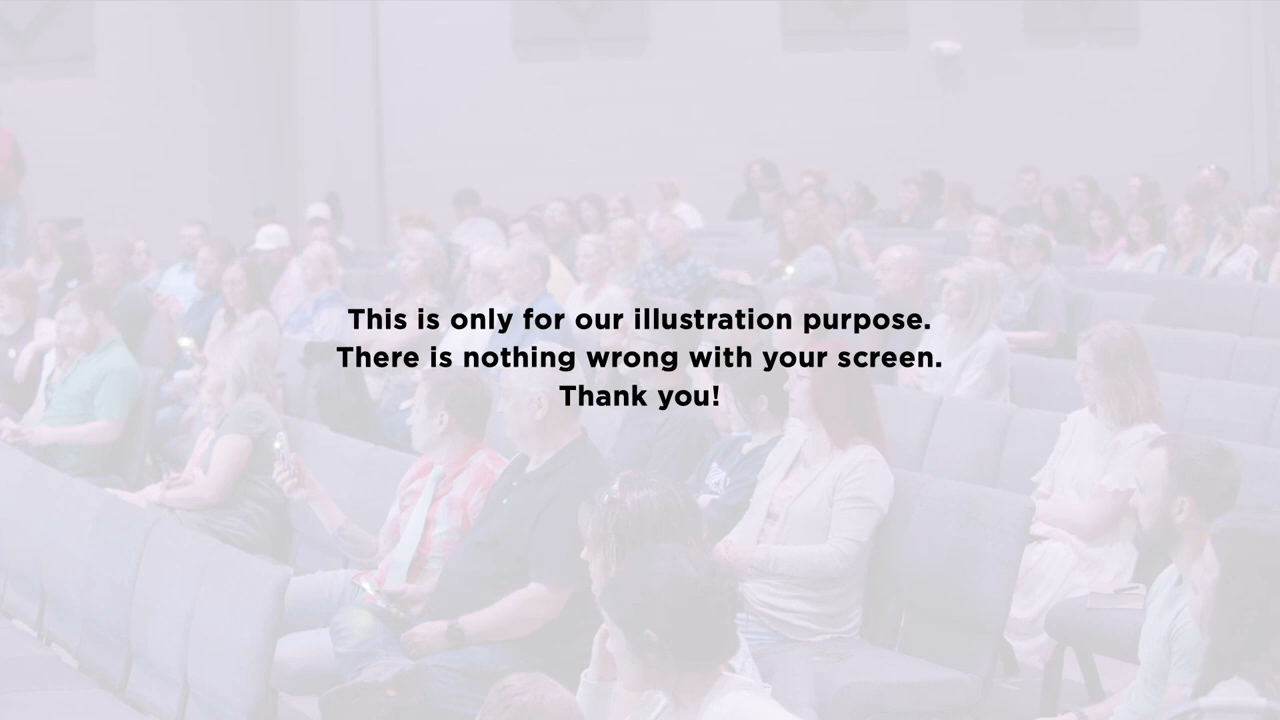 This is only for our illustration purpose.
There is nothing wrong with your screen.
Thank you!